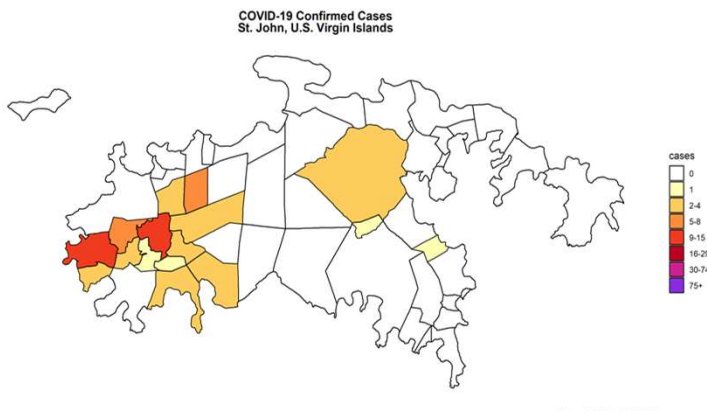 COVID-19 Confirmed Cases
St. John, U.S. Virgin Islands
cases
0
1
2-4
5-8
9-15
16-29
30-74
75+